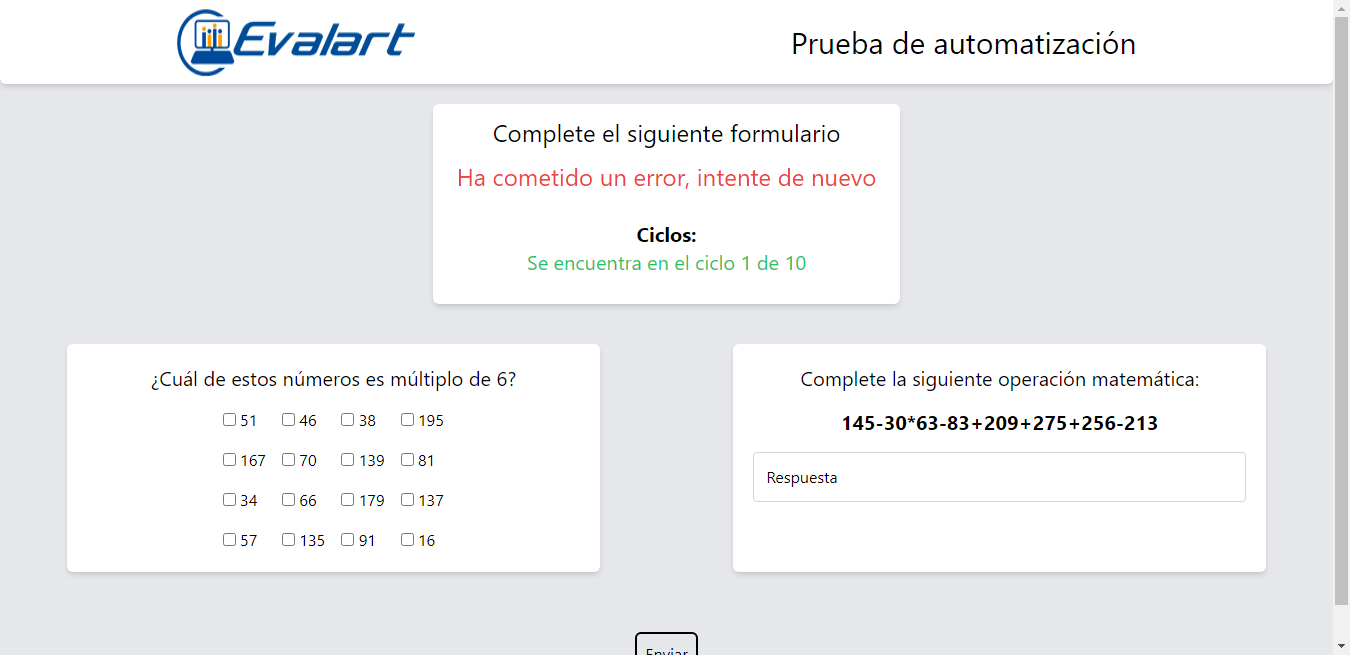 Evalart
Prueba de automatización
Complete el siguiente formulario
Ha cometido un error, intente de nuevo
Ciclos:
Se encuentra en el ciclo 1 de 10
¿Cuál de estos números es múltiplo de 6?
51 46 38 195
167 70 139 81
34 66 179 137
57 135 91 16
Complete la siguiente operación matemática:
145-30*63-83+209+275+256-213
Respuesta
Enviar